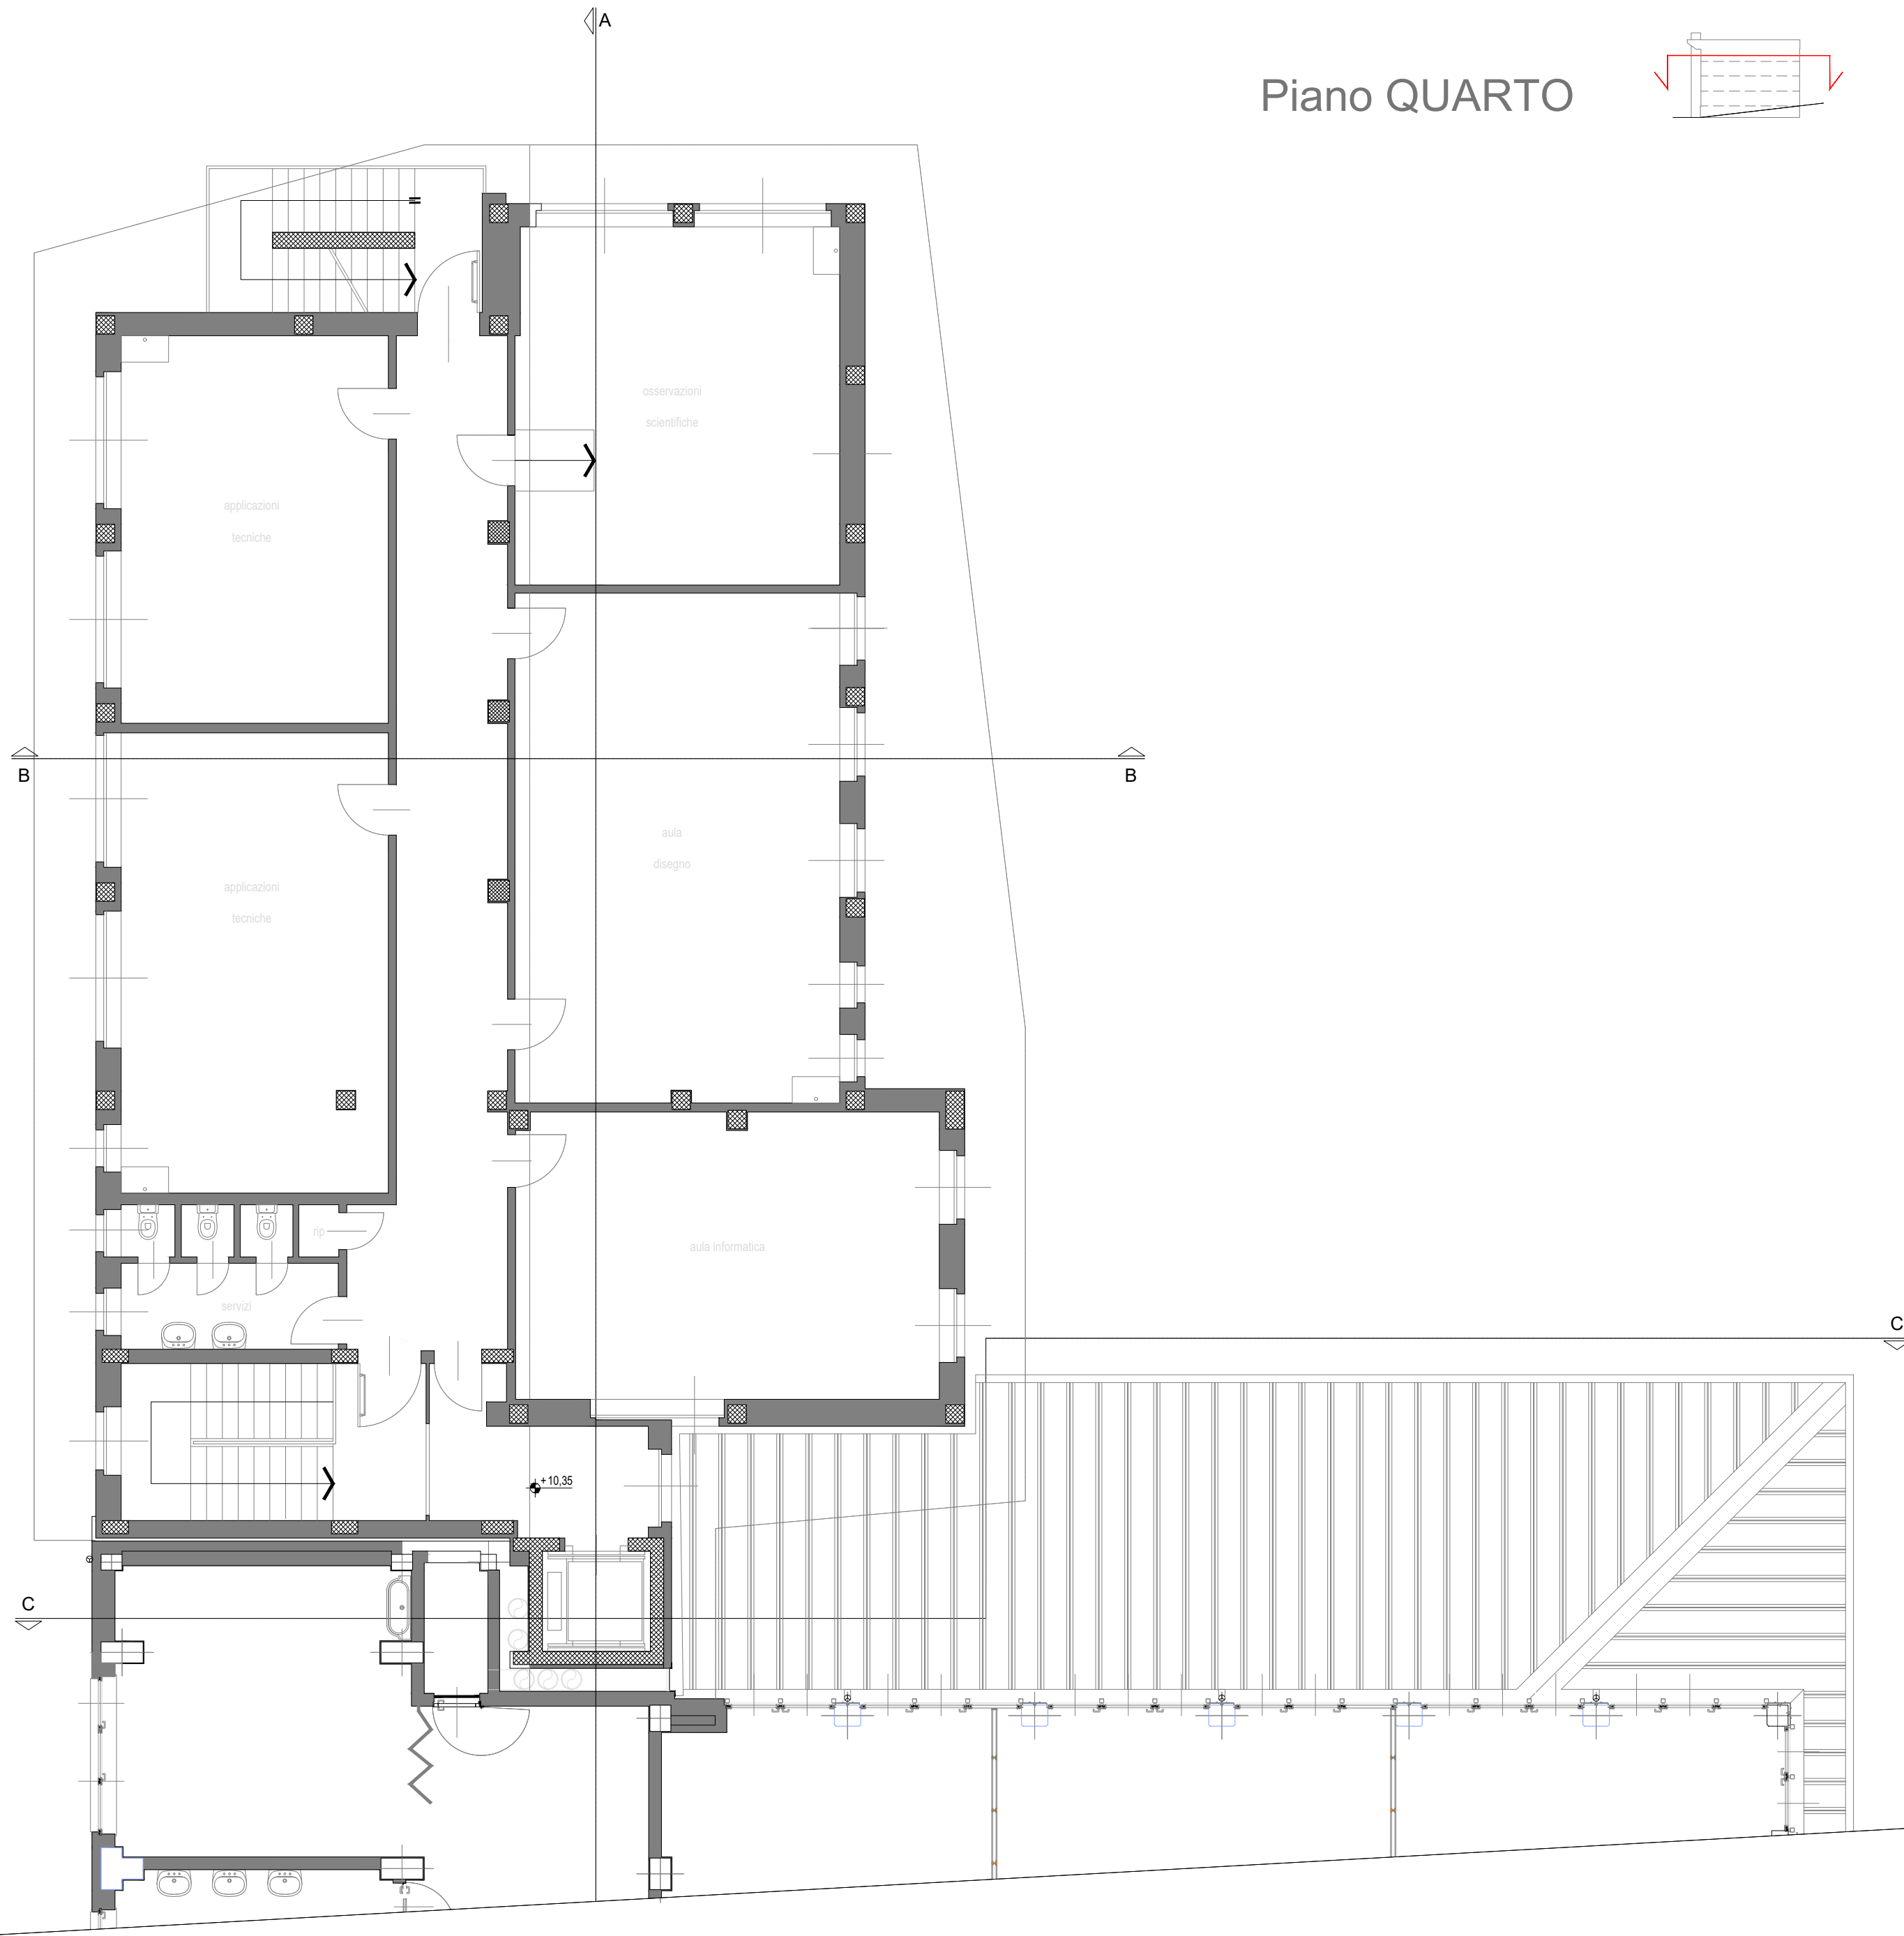 A
Piano QUARTO
osservazioni
scientifiche
applicazioni
tecniche
B
B
aula
disegno
applicazioni
tecniche
rip
aula informatica
servizi
C
+10,35
C